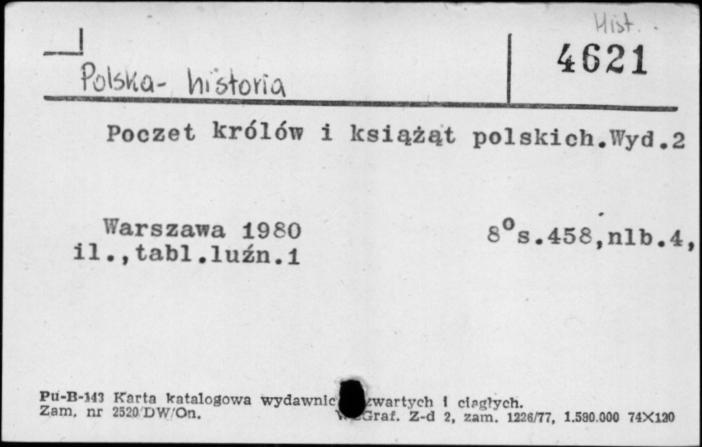 Hist.
4621
Polska - historia
Poczet królów i książąt polskich.Wyd.2
Warszawa 1980 8°s.458,nlb.4,
il.,tabl.luźn.1
Pu-B-143 Karta katalogowa wydawnic zwartych i ciągłych.
Zam. nr 2520/DW/On. Graf. Z-d 2, zam. 1226/77, 1.580.000 74X120